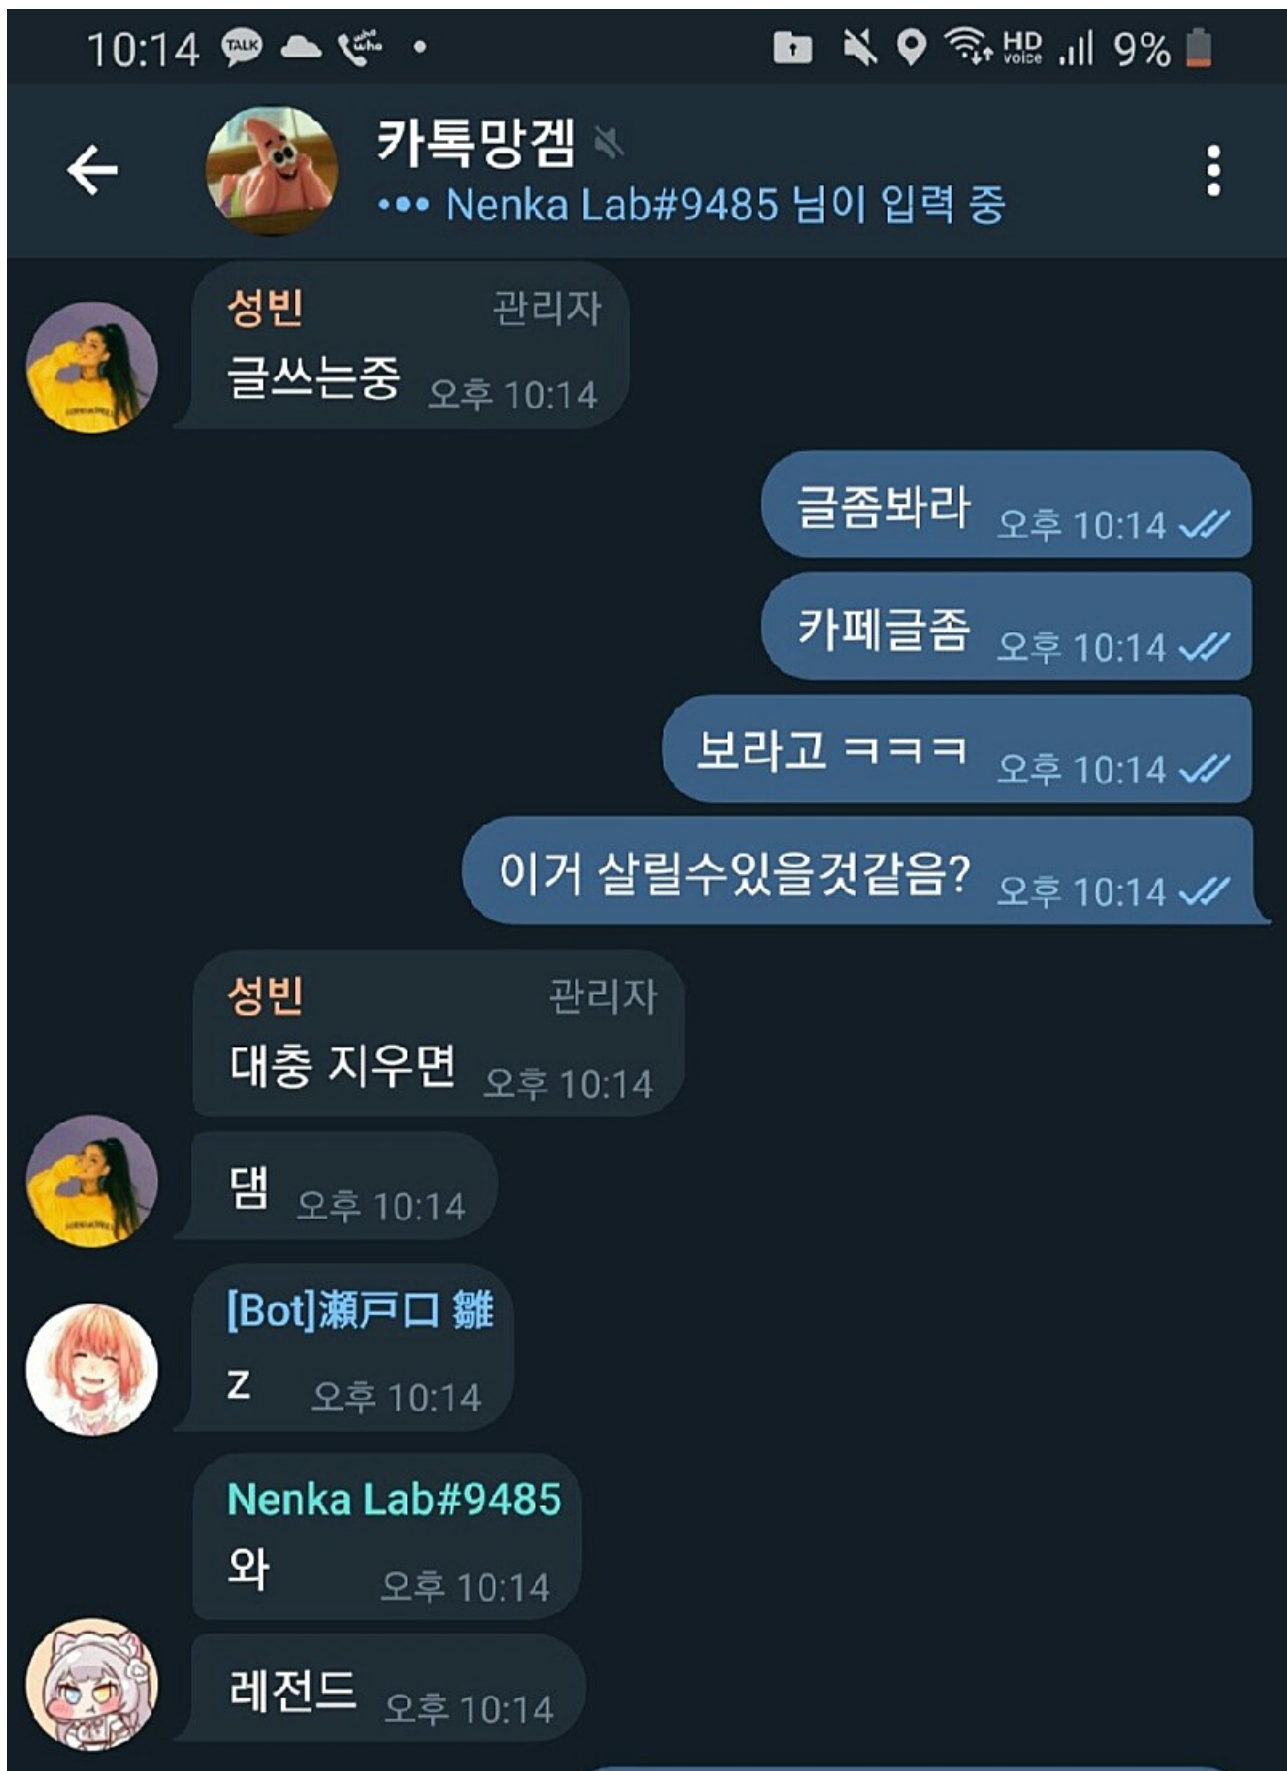 10:14 TALK who who HD voice 9%
카톡망겜
••• Nenka Lab#9485 님이 입력 중
성빈 관리자
글쓰는중 오후 10:14
글좀봐라 오후 10:14
카페글좀 오후 10:14
보라고 ㅋㅋㅋ 오후 10:14
이거 살릴수있을것같음? 오후 10:14
성빈 관리자
대충 지우면 오후 10:14
댐 오후 10:14
[Bot]瀬戸口 雛
z 오후 10:14
Nenka Lab#9485
와 오후 10:14
레전드 오후 10:14